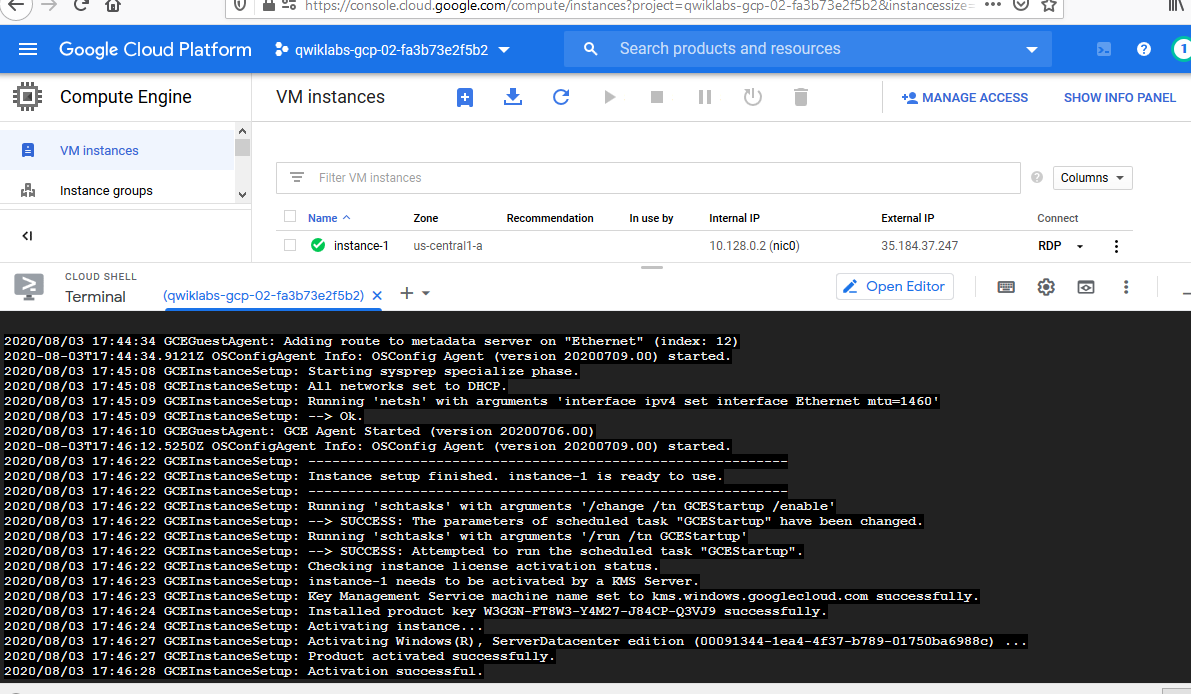 https://console.cloud.google.com/compute/instances?project=qwiklabs-gcp-02-fa3b73e2f5b2&instancessize=
Google Cloud Platform qwiklabs-gcp-02-fa3b73e2f5b2 Search products and resources 1
Compute Engine VM instances MANAGE ACCESS SHOW INFO PANEL
VM instances
Filter VM instances Columns
Instance groups
Name Zone Recommendation In use by Internal IP External IP Connect
instance-1 us-central1-a 10.128.0.2 (nic0) 35.184.37.247 RDP
CLOUD SHELL
Terminal (qwiklabs-gcp-02-fa3b73e2f5b2) Open Editor
2020/08/03 17:44:34 GCEGuestAgent: Adding route to metadata server on "Ethernet" (index: 12)
2020-08-03T17:44:34.9121Z OSConfigAgent Info: OSConfig Agent (version 20200709.00) started.
2020/08/03 17:45:08 GCEInstanceSetup: Starting sysprep specialize phase.
2020/08/03 17:45:08 GCEInstanceSetup: All networks set to DHCP.
2020/08/03 17:45:09 GCEInstanceSetup: Running 'netsh' with arguments 'interface ipv4 set interface Ethernet mtu=1460'
2020/08/03 17:45:09 GCEInstanceSetup: --> Ok.
2020/08/03 17:46:10 GCEGuestAgent: GCE Agent Started (version 20200706.00)
2020-08-03T17:46:12.5250Z OSConfigAgent Info: OSConfig Agent (version 20200709.00) started.
2020/08/03 17:46:22 GCEInstanceSetup: ------------------------------------------------------------
2020/08/03 17:46:22 GCEInstanceSetup: Instance setup finished. instance-1 is ready to use.
2020/08/03 17:46:22 GCEInstanceSetup: ------------------------------------------------------------
2020/08/03 17:46:22 GCEInstanceSetup: Running 'schtasks' with arguments '/change /tn GCEStartup /enable'
2020/08/03 17:46:22 GCEInstanceSetup: --> SUCCESS: The parameters of scheduled task "GCEStartup" have been changed.
2020/08/03 17:46:22 GCEInstanceSetup: Running 'schtasks' with arguments '/run /tn GCEStartup'
2020/08/03 17:46:22 GCEInstanceSetup: --> SUCCESS: Attempted to run the scheduled task "GCEStartup".
2020/08/03 17:46:22 GCEInstanceSetup: Checking instance license activation status.
2020/08/03 17:46:23 GCEInstanceSetup: instance-1 needs to be activated by a KMS Server.
2020/08/03 17:46:23 GCEInstanceSetup: Key Management Service machine name set to kms.windows.googlecloud.com successfully.
2020/08/03 17:46:24 GCEInstanceSetup: Installed product key W3GGN-FT8W3-Y4M27-J84CP-Q3VJ9 successfully.
2020/08/03 17:46:24 GCEInstanceSetup: Activating instance...
2020/08/03 17:46:27 GCEInstanceSetup: Activating Windows(R), ServerDatacenter edition (00091344-1ea4-4f37-b789-01750ba6988c) ...
2020/08/03 17:46:27 GCEInstanceSetup: Product activated successfully.
2020/08/03 17:46:28 GCEInstanceSetup: Activation successful.